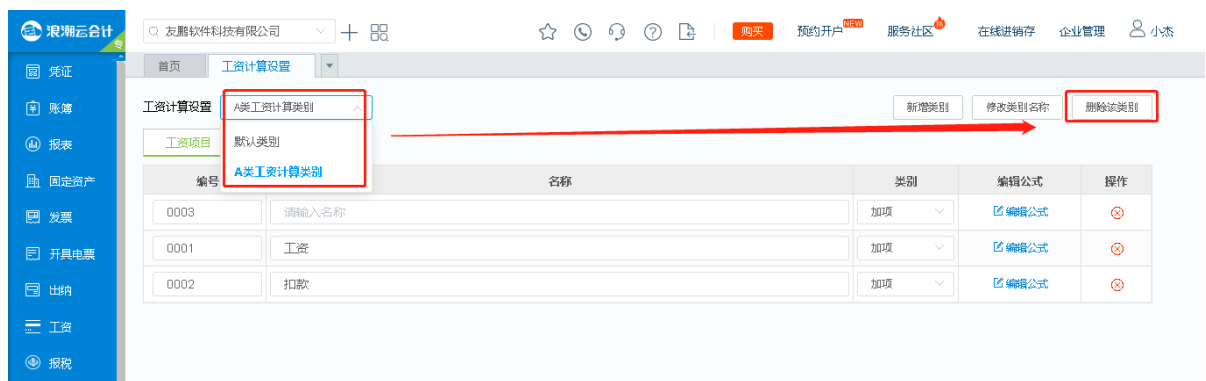 浪潮云会计
专
友鹏软件科技有限公司
购买
预约开户 NEW
服务社区
在线进销存
企业管理
小杰
凭证
账簿
报表
固定资产
发票
开具电票
出纳
工资
报税
首页
工资计算设置
工资计算设置
A类工资计算类别
默认类别
A类工资计算类别
新增类别
修改类别名称
删除该类别
工资项目
编号 名称 类别 编辑公式 操作
0003 请输入名称 加项 编辑公式
0001 工资 加项 编辑公式
0002 扣款 加项 编辑公式